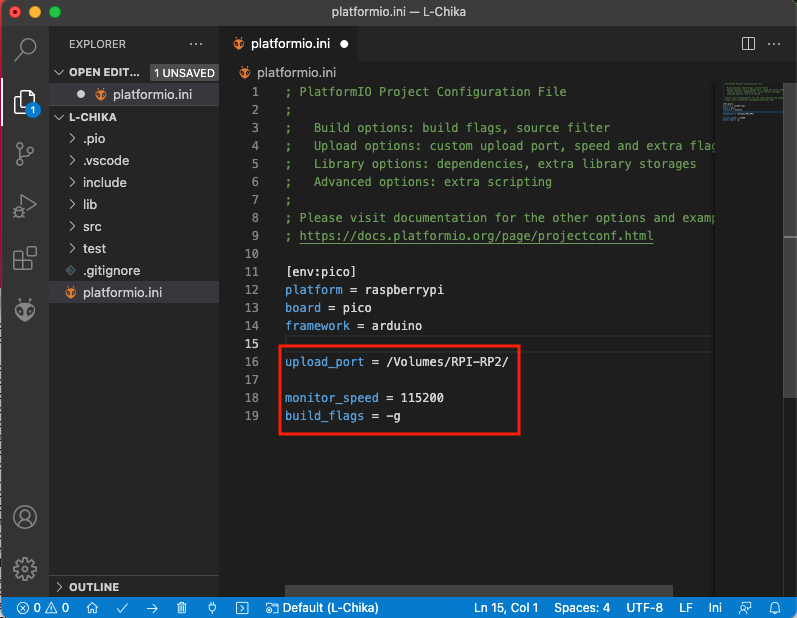 platformio.ini — L-Chika
EXPLORER
OPEN EDIT... 1 UNSAVED
platformio.ini
L-CHIKA
.pio
.vscode
include
lib
src
test
.gitignore
platformio.ini
OUTLINE
1
platformio.ini
platformio.ini
1 ; PlatformIO Project Configuration File
2 ;
3 ;   Build options: build flags, source filter
4 ;   Upload options: custom upload port, speed and extra flag
5 ;   Library options: dependencies, extra library storages
6 ;   Advanced options: extra scripting
7 ;
8 ; Please visit documentation for the other options and examp
9 ; https://docs.platformio.org/page/projectconf.html
10
11 [env:pico]
12 platform = raspberrypi
13 board = pico
14 framework = arduino
15
16 upload_port = /Volumes/RPI-RP2/
17
18 monitor_speed = 115200
19 build_flags = -g
0 0 Default (L-Chika) Ln 15, Col 1 Spaces: 4 UTF-8 LF Ini